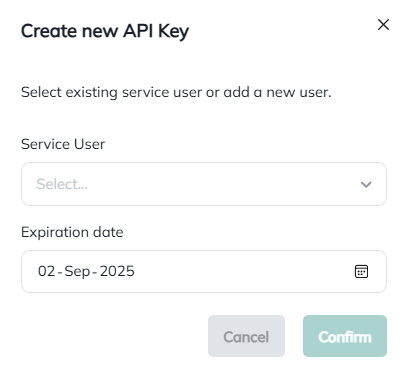 Create new API Key
Select existing service user or add a new user.
Service User
Select...
Expiration date
02-Sep-2025
Cancel
Confirm